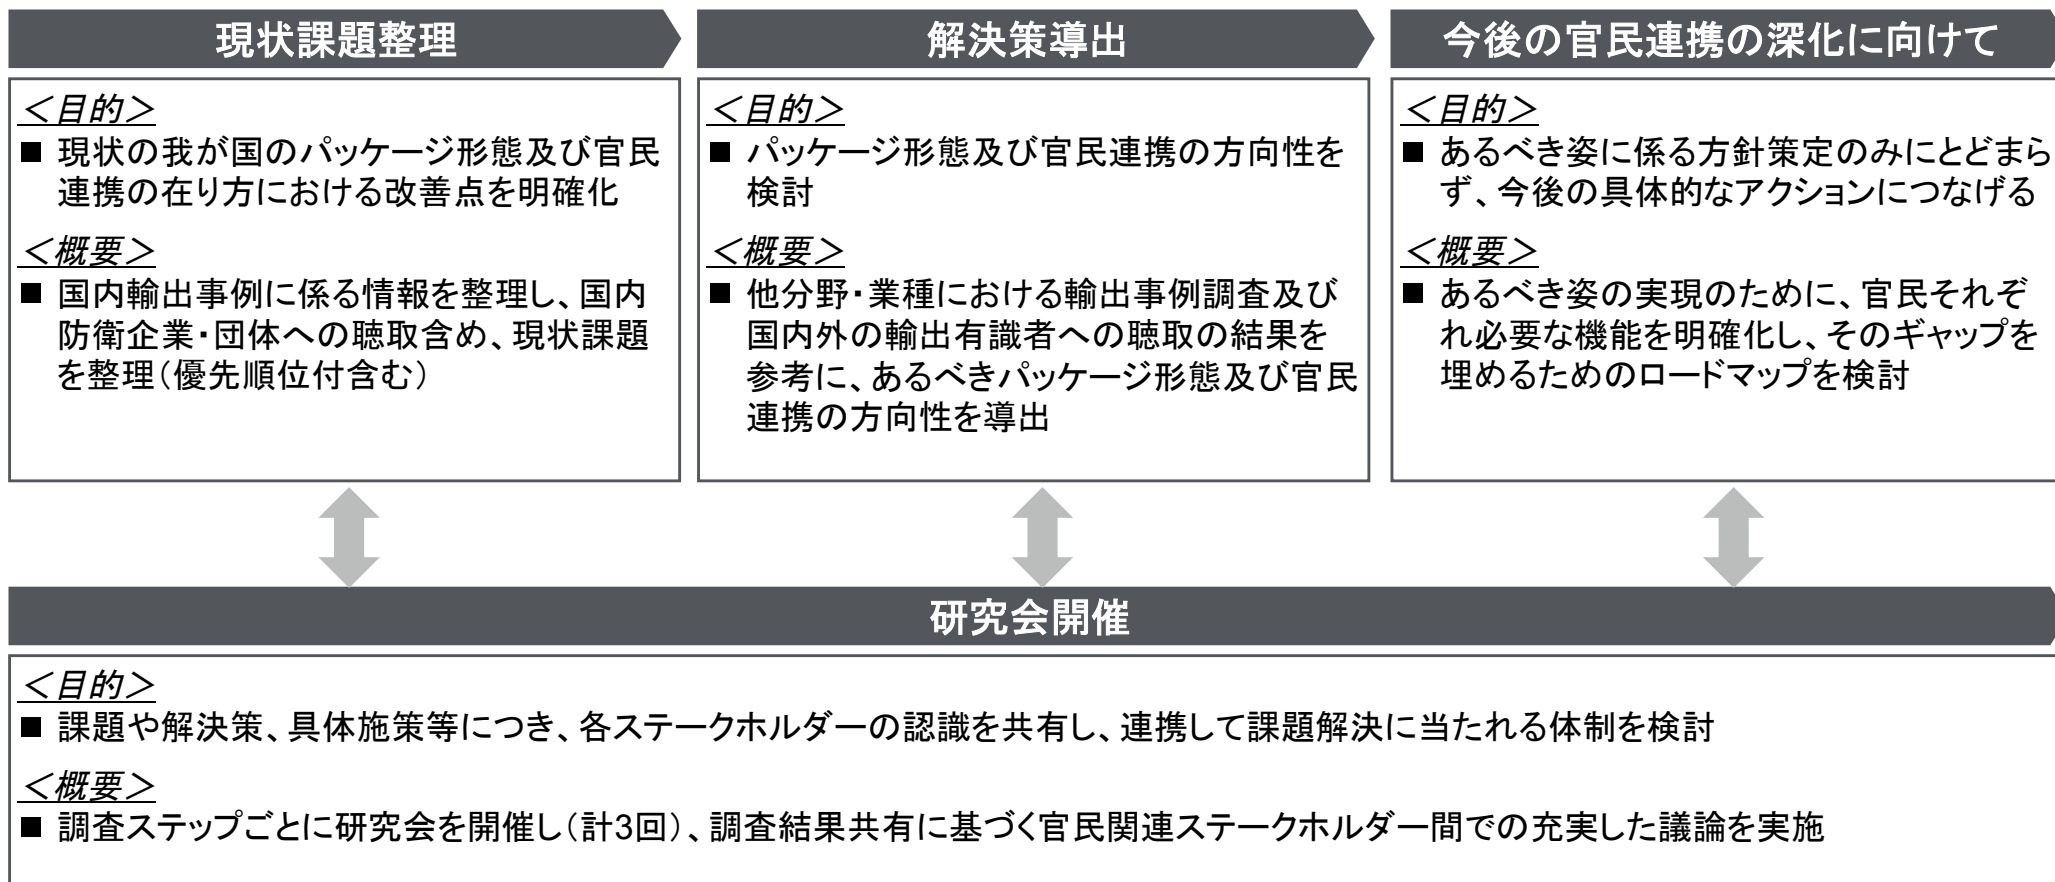 現状課題整理
<目的>
■ 現状の我が国のパッケージ形態及び官民
連携の在り方における改善点を明確化
<概要>
■ 国内輸出事例に係る情報を整理し、国内
防衛企業・団体への聴取含め、現状課題
を整理(優先順位付含む)
解決策導出
<目的>
■ パッケージ形態及び官民連携の方向性を
検討
<概要>
■ 他分野・業種における輸出事例調査及び
国内外の輸出有識者への聴取の結果を
参考に、あるべきパッケージ形態及び官民
連携の方向性を導出
今後の官民連携の深化に向けて
<目的>
■ あるべき姿に係る方針策定のみにとどまら
ず、今後の具体的なアクションにつなげる
<概要>
■ あるべき姿の実現のために、官民それぞ
れ必要な機能を明確化し、そのギャップを
埋めるためのロードマップを検討
研究会開催
<目的>
■ 課題や解決策、具体施策等につき、各ステークホルダーの認識を共有し、連携して課題解決に当たれる体制を検討
<概要>
■ 調査ステップごとに研究会を開催し(計3回)、調査結果共有に基づく官民関連ステークホルダー間での充実した議論を実施